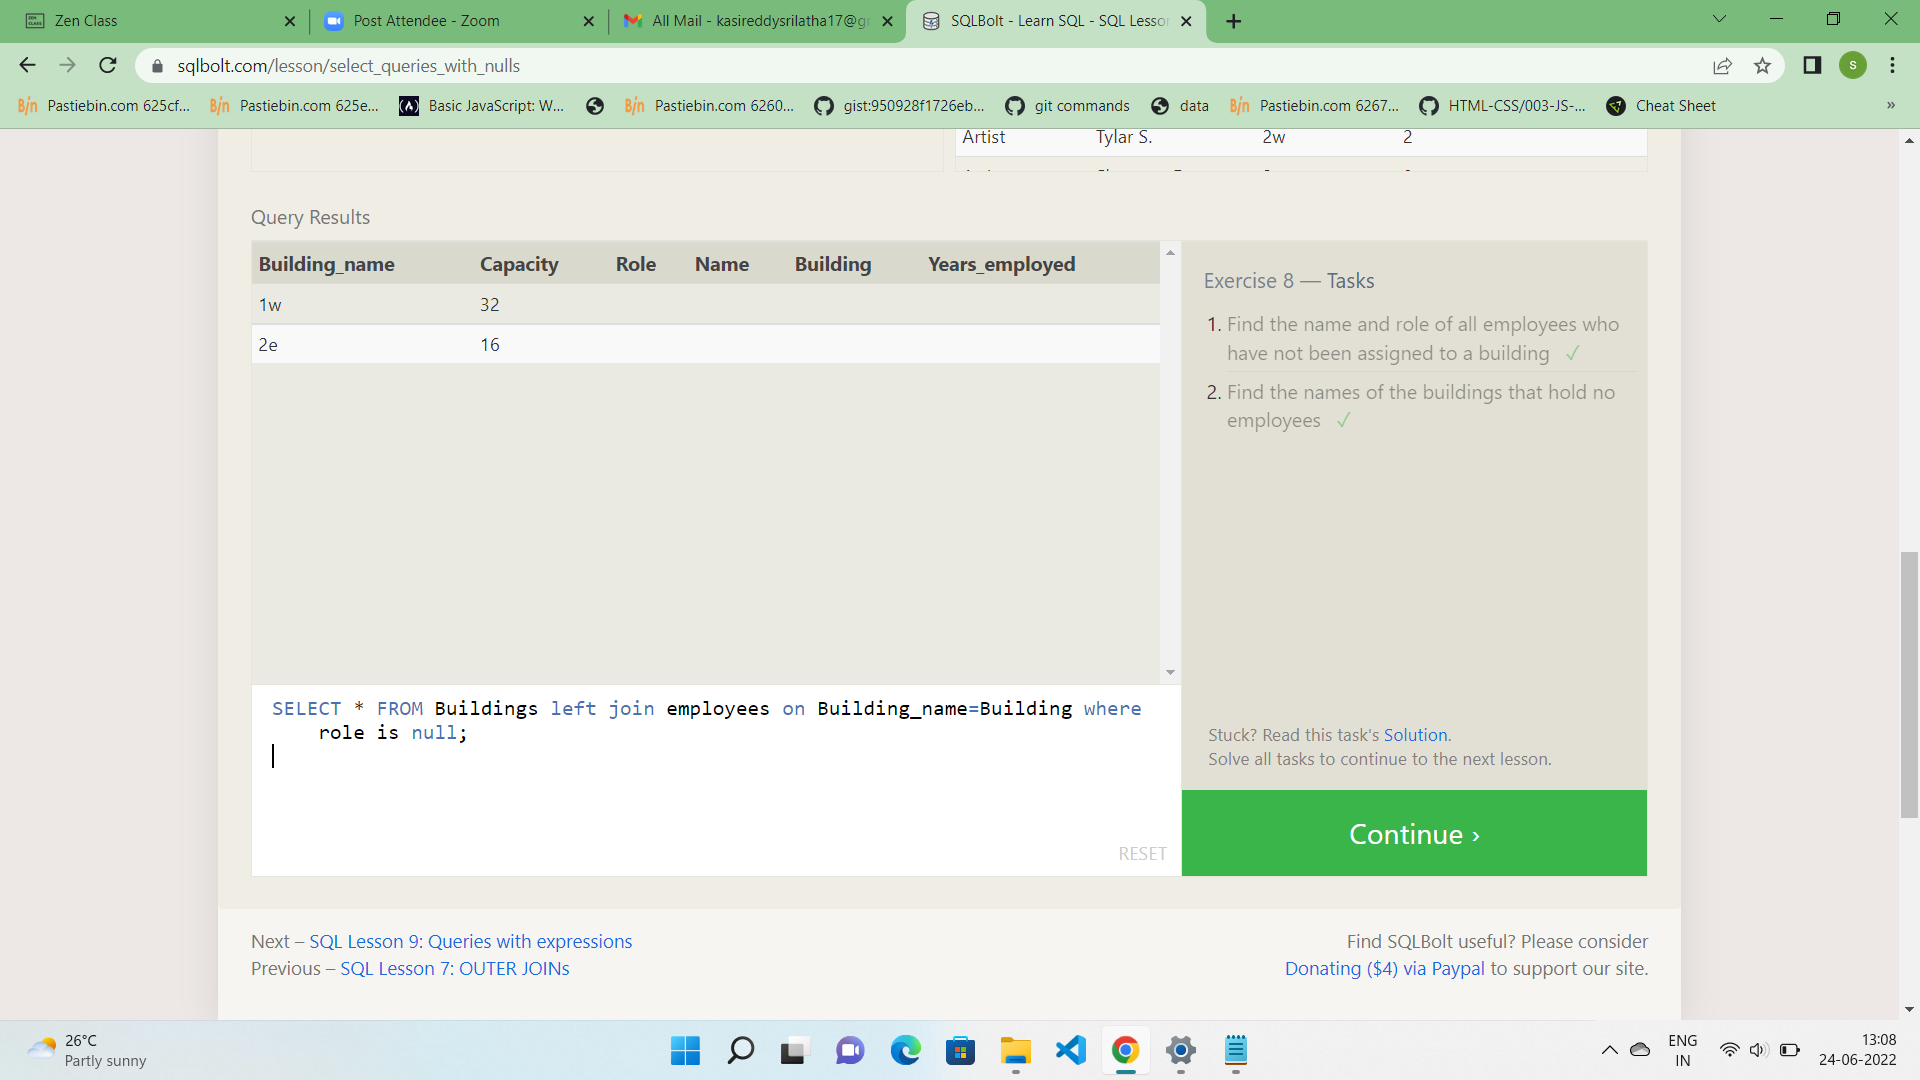 Zen Class
Post Attendee - Zoom
All Mail - kasireddysrilatha17@gr
SQLBolt - Learn SQL - SQL Lesson
sqlbolt.com/lesson/select_queries_with_nulls
S
Pastiebin.com 625cf...
Pastiebin.com 625e...
Basic JavaScript: W...
Pastiebin.com 6260...
gist:950928f1726eb...
git commands
data
Pastiebin.com 6267...
HTML-CSS/003-JS-...
Cheat Sheet
»
Artist Tylar S. 2w 2
Query Results
Building_name Capacity Role Name Building Years_employed
1w 32
2e 16
Exercise 8 — Tasks
1. Find the name and role of all employees who
have not been assigned to a building ✓
2. Find the names of the buildings that hold no
employees ✓
SELECT * FROM Buildings left join employees on Building_name=Building where
role is null;
RESET
Stuck? Read this task's Solution.
Solve all tasks to continue to the next lesson.
Continue ›
Next – SQL Lesson 9: Queries with expressions
Previous – SQL Lesson 7: OUTER JOINs
Find SQLBolt useful? Please consider
Donating ($4) via Paypal to support our site.
26°C
Partly sunny
ENG
IN
13:08
24-06-2022